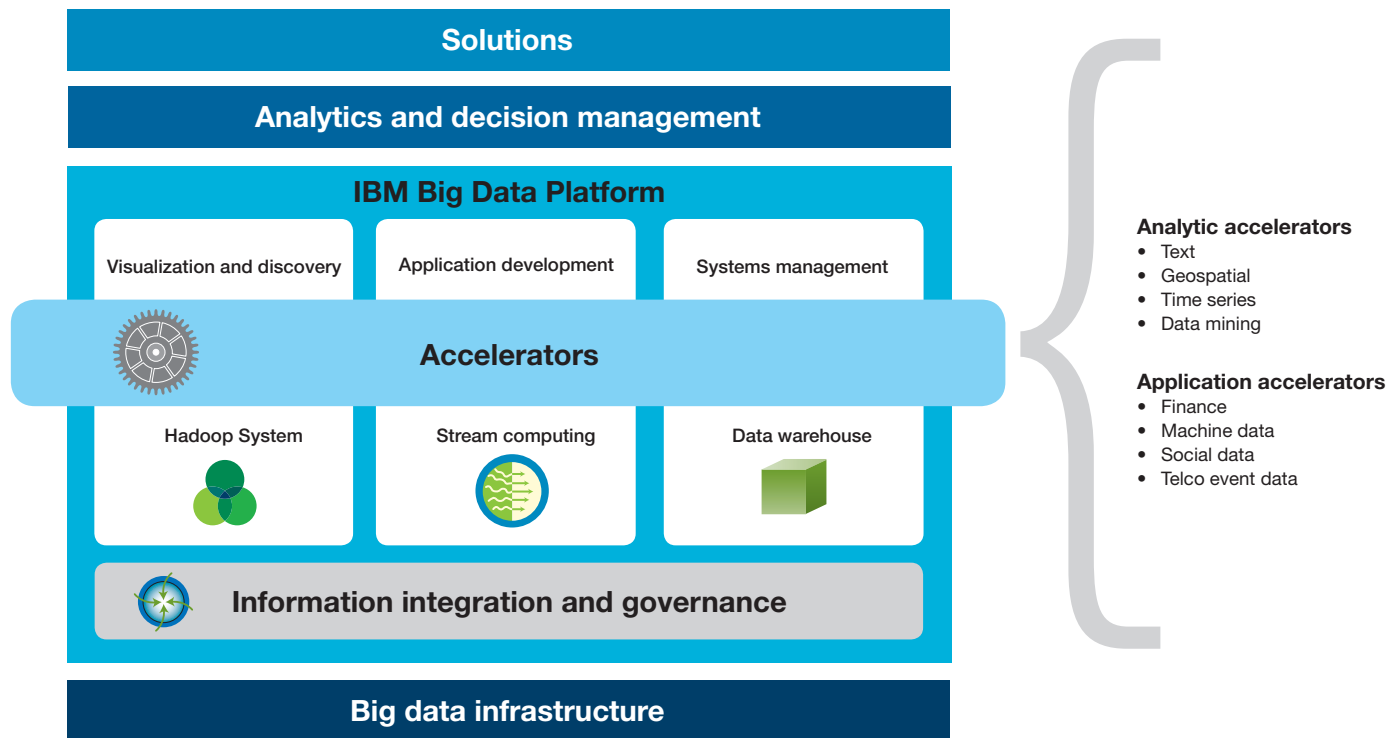 Solutions
Analytics and decision management
IBM Big Data Platform
Visualization and discovery
Application development
Systems management
Accelerators
Hadoop System
Stream computing
Data warehouse
Information integration and governance
Big data infrastructure
Analytic accelerators
• Text
• Geospatial
• Time series
• Data mining
Application accelerators
• Finance
• Machine data
• Social data
• Telco event data